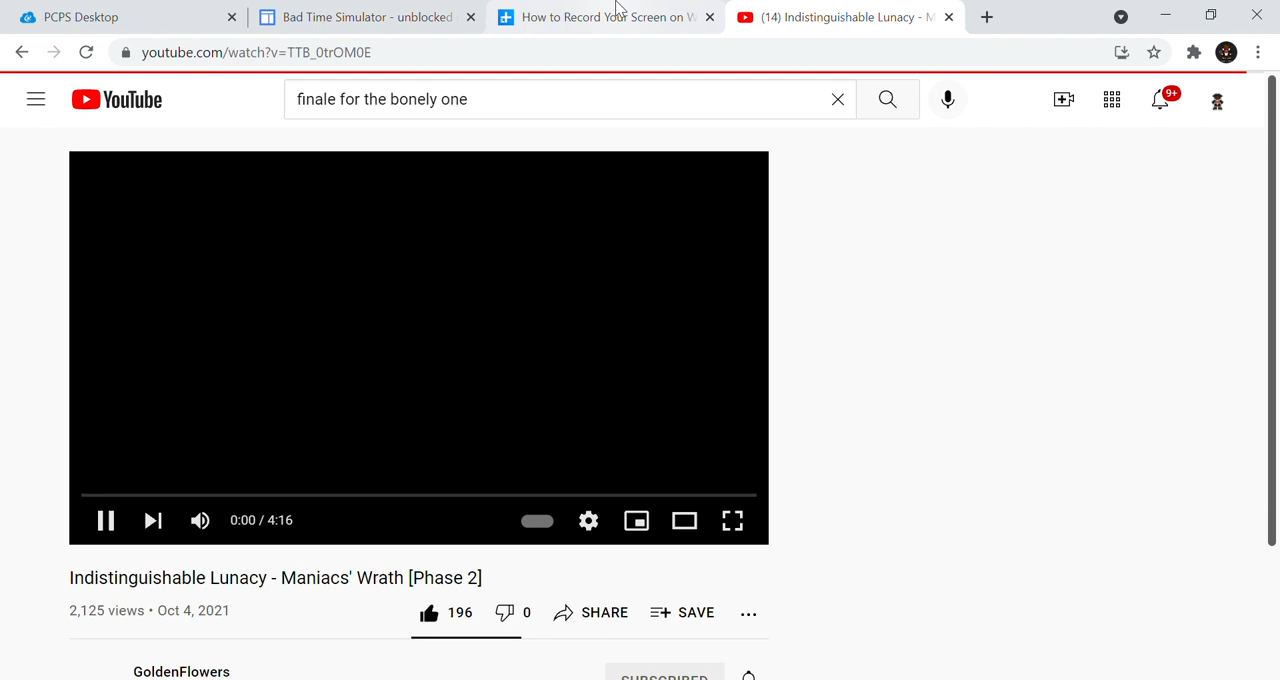 PCPS Desktop
Bad Time Simulator - unblocked
How to Record Your Screen on W
(14) Indistinguishable Lunacy - M
youtube.com/watch?v=TTB_0trOM0E
YouTube
finale for the bonely one
9+
0:00 / 4:16
Indistinguishable Lunacy - Maniacs' Wrath [Phase 2]
2,125 views • Oct 4, 2021
196
0
SHARE
SAVE
GoldenFlowers
SUBSCRIBED